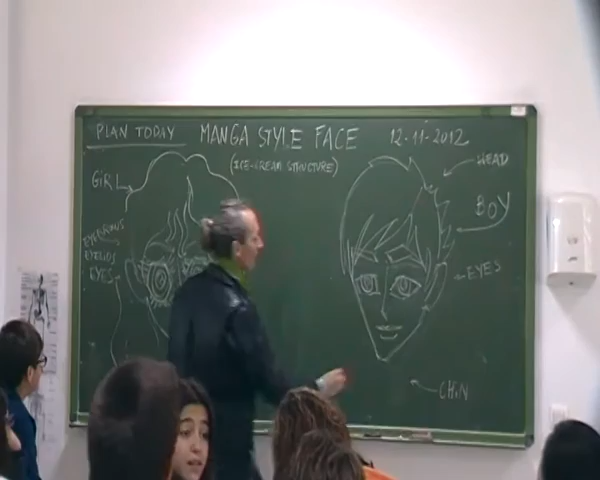 PLAN TODAY
MANGA STYLE FACE
12-11-2012
(ICE-CREAM STRUCTURE)
HEAD
GiRL
BOY
EYEBROWS
EYELIDS
EYES
EYES
CHiN